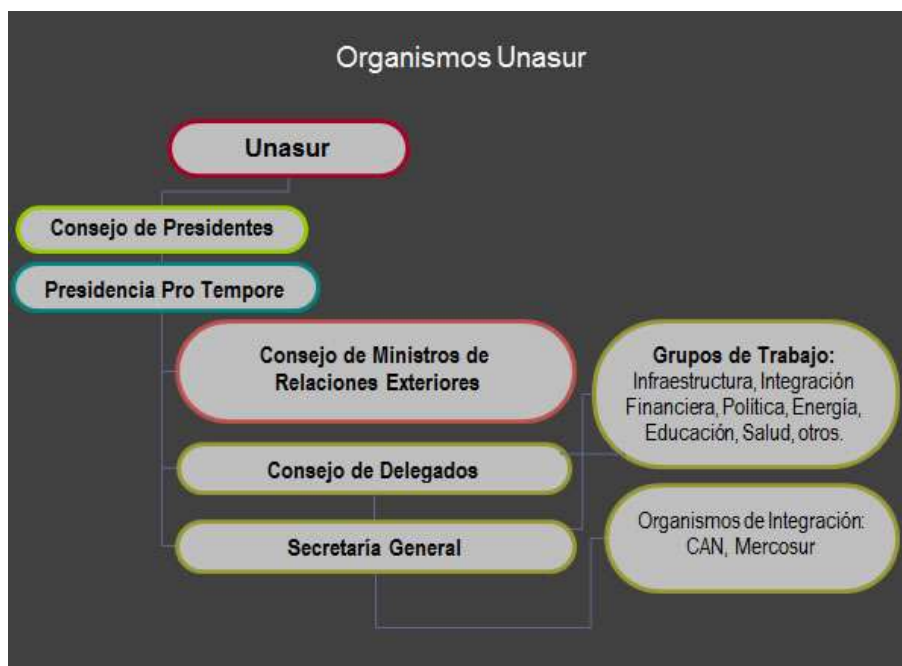 Organismos Unasur
Unasur
Consejo de Presidentes
Presidencia Pro Tempore
Consejo de Ministros de
Relaciones Exteriores
Grupos de Trabajo:
Infraestructura, Integración
Financiera, Política, Energía,
Educación, Salud, otros.
Consejo de Delegados
Secretaría General
Organismos de Integración:
CAN, Mercosur